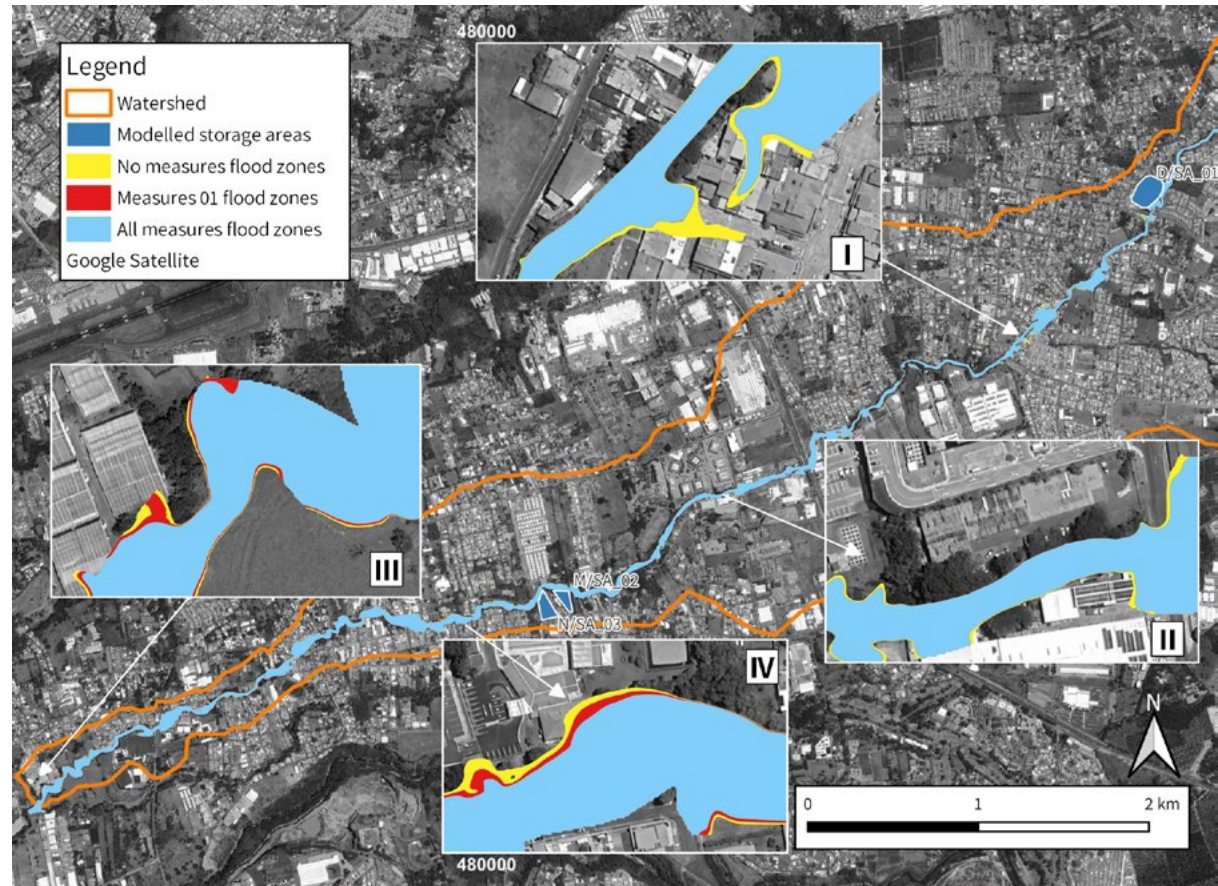 480000
Legend
Watershed
Modelled storage areas
No measures flood zones
Measures 01 flood zones
All measures flood zones
Google Satellite
I
D/SA_01
III
II
M/SA_02
N/SA_03
IV
N
0 1 2 km
480000